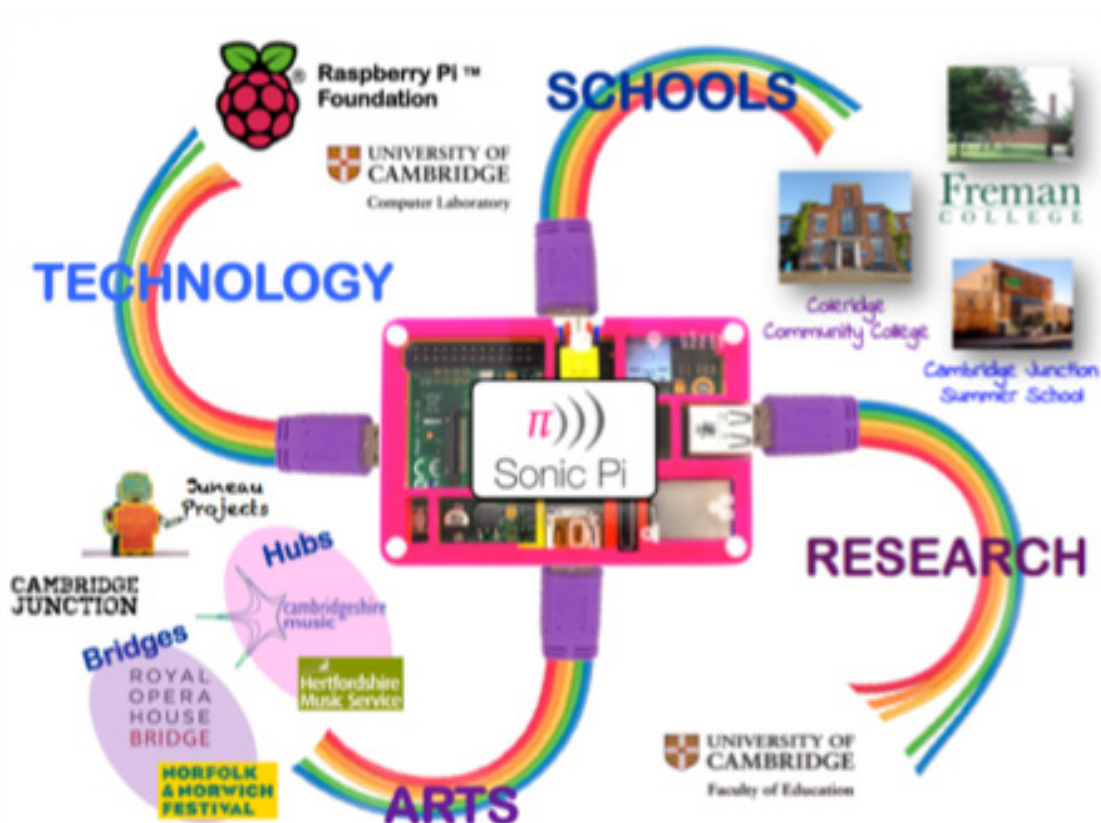 Raspberry Pi ™
Foundation
®
UNIVERSITY OF
CAMBRIDGE
Computer Laboratory
SCHOOLS
Freman
COLLEGE
Coleridge
Community College
Cambridge Junction
Summer School
TECHNOLOGY
π)))
Sonic Pi
Juneau
Projects
CAMBRIDGE
JUNCTION
Hubs
cambridgeshire
music
Hertfordshire
Music Service
Bridges
ROYAL
OPERA
HOUSE
BRIDGE
NORFOLK
& NORWICH
FESTIVAL
ARTS
RESEARCH
UNIVERSITY OF
CAMBRIDGE
Faculty of Education